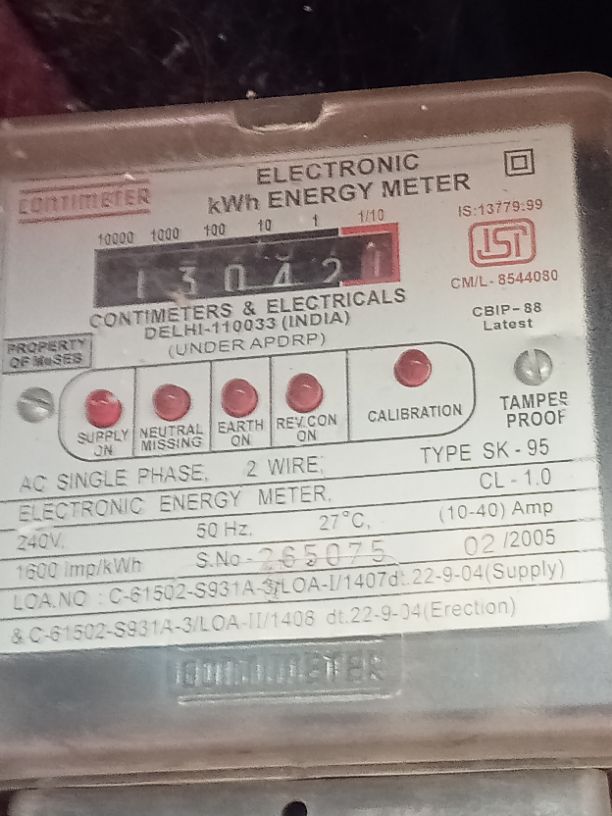 CONTIMETER
ELECTRONIC
kWh ENERGY METER
IS:13779:99
10000 1000 100 10 1 1/10
1 3 0 4 2 1
ISI
CM/L- 8544080
CONTIMETERS & ELECTRICALS
DELHI-110033 (INDIA)
(UNDER APDRP)
CBIP-88
Latest
PROPERTY
OF MeSES
SUPPLY
ON
NEUTRAL
MISSING
EARTH
ON
REV.CON
ON
CALIBRATION
TAMPER
PROOF
AC SINGLE PHASE, 2 WIRE, TYPE SK - 95
ELECTRONIC ENERGY METER. CL - 1.0
240V, 50 Hz, 27°C, (10-40) Amp
1600 Imp/kWh S.No - 265075 02 /2005
LOA.NO : C-61502-S931A-3/LOA-I/1407dt.22-9-04(Supply)
& C-61502-S931A-3/LOA-II/1408 dt.22-9-04(Erection)
CONTIMETER